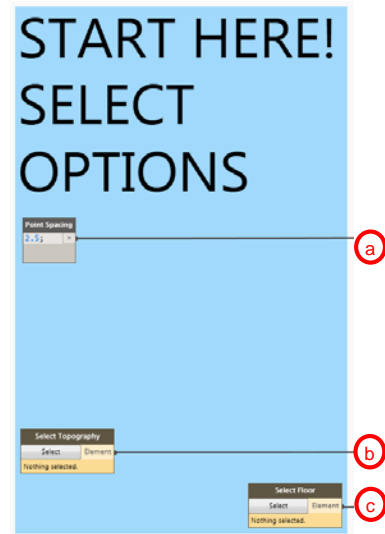 START HERE!
SELECT
OPTIONS
Point Spacing
2.5; >
a
Select Topography
Select Element
Nothing selected.
b
Select Floor
Select Element
Nothing selected.
c